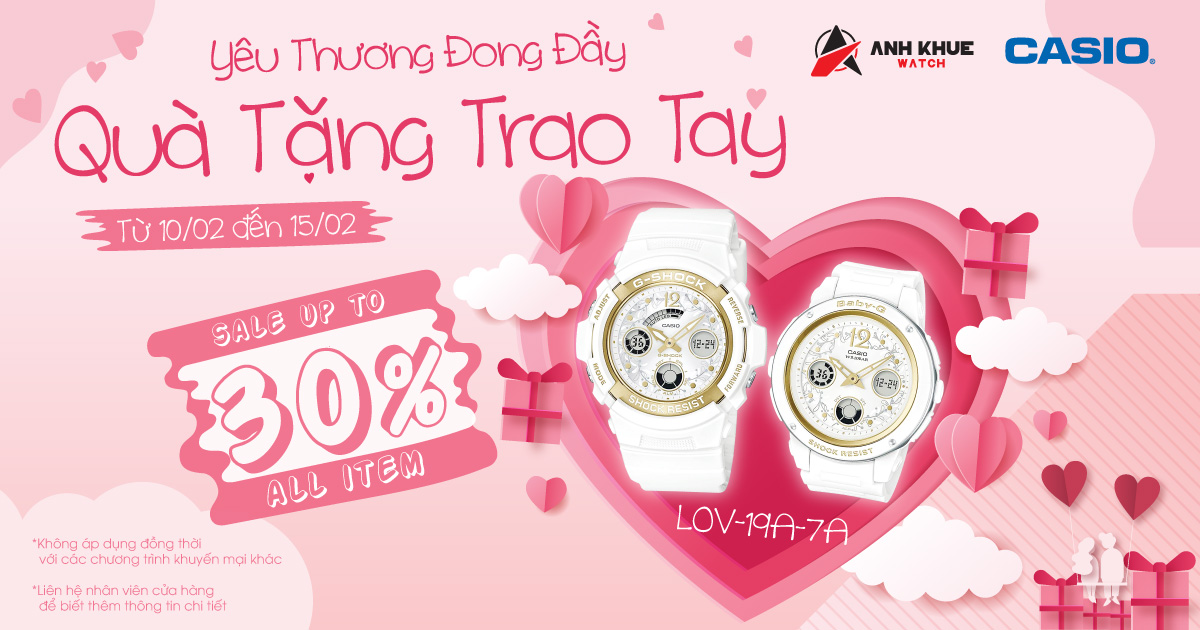 Yêu Thương Đong Đầy
ANH KHUE
WATCH
CASIO
Quà Tặng Trao Tay
Từ 10/02 đến 15/02
SALE UP TO
30%
ALL ITEM
G-SHOCK
ADJUST
REVERSE
12
CASIO
36
12-24
G-SHOCK
MODE
FORWARD
SHOCK RESIST
Baby-G
12
CASIO
36
12-24
SHOCK RESIST
LOV-19A-7A
*Không áp dụng đồng thời
với các chương trình khuyến mại khác
*Liên hệ nhân viên cửa hàng
để biết thêm thông tin chi tiết